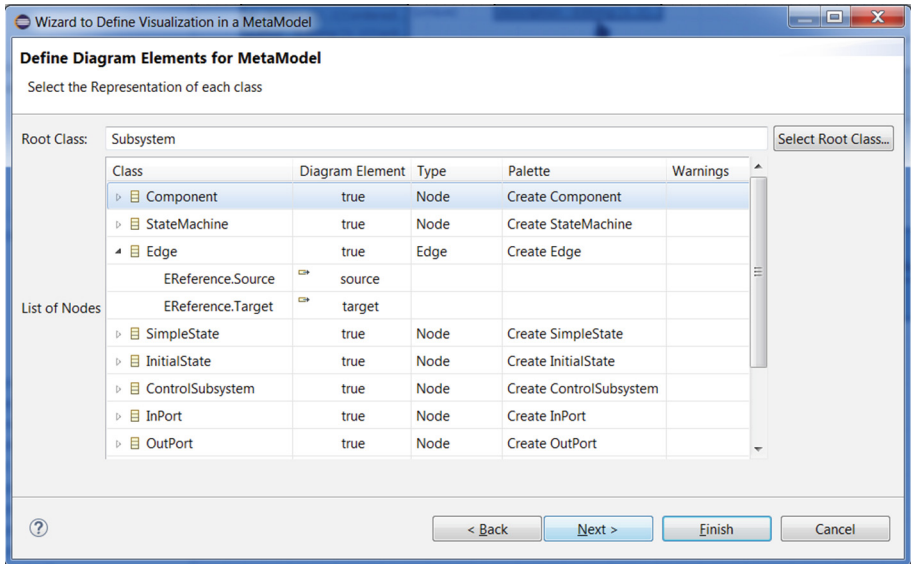 Wizard to Define Visualization in a MetaModel
Define Diagram Elements for MetaModel
Select the Representation of each class
Root Class: Subsystem Select Root Class...
Class Diagram Element Type Palette Warnings
Component true Node Create Component
StateMachine true Node Create StateMachine
Edge true Edge Create Edge
EReference.Source source
List of Nodes EReference.Target target
SimpleState true Node Create SimpleState
InitialState true Node Create InitialState
ControlSubsystem true Node Create ControlSubsystem
InPort true Node Create InPort
OutPort true Node Create OutPort
? < Back Next > Finish Cancel